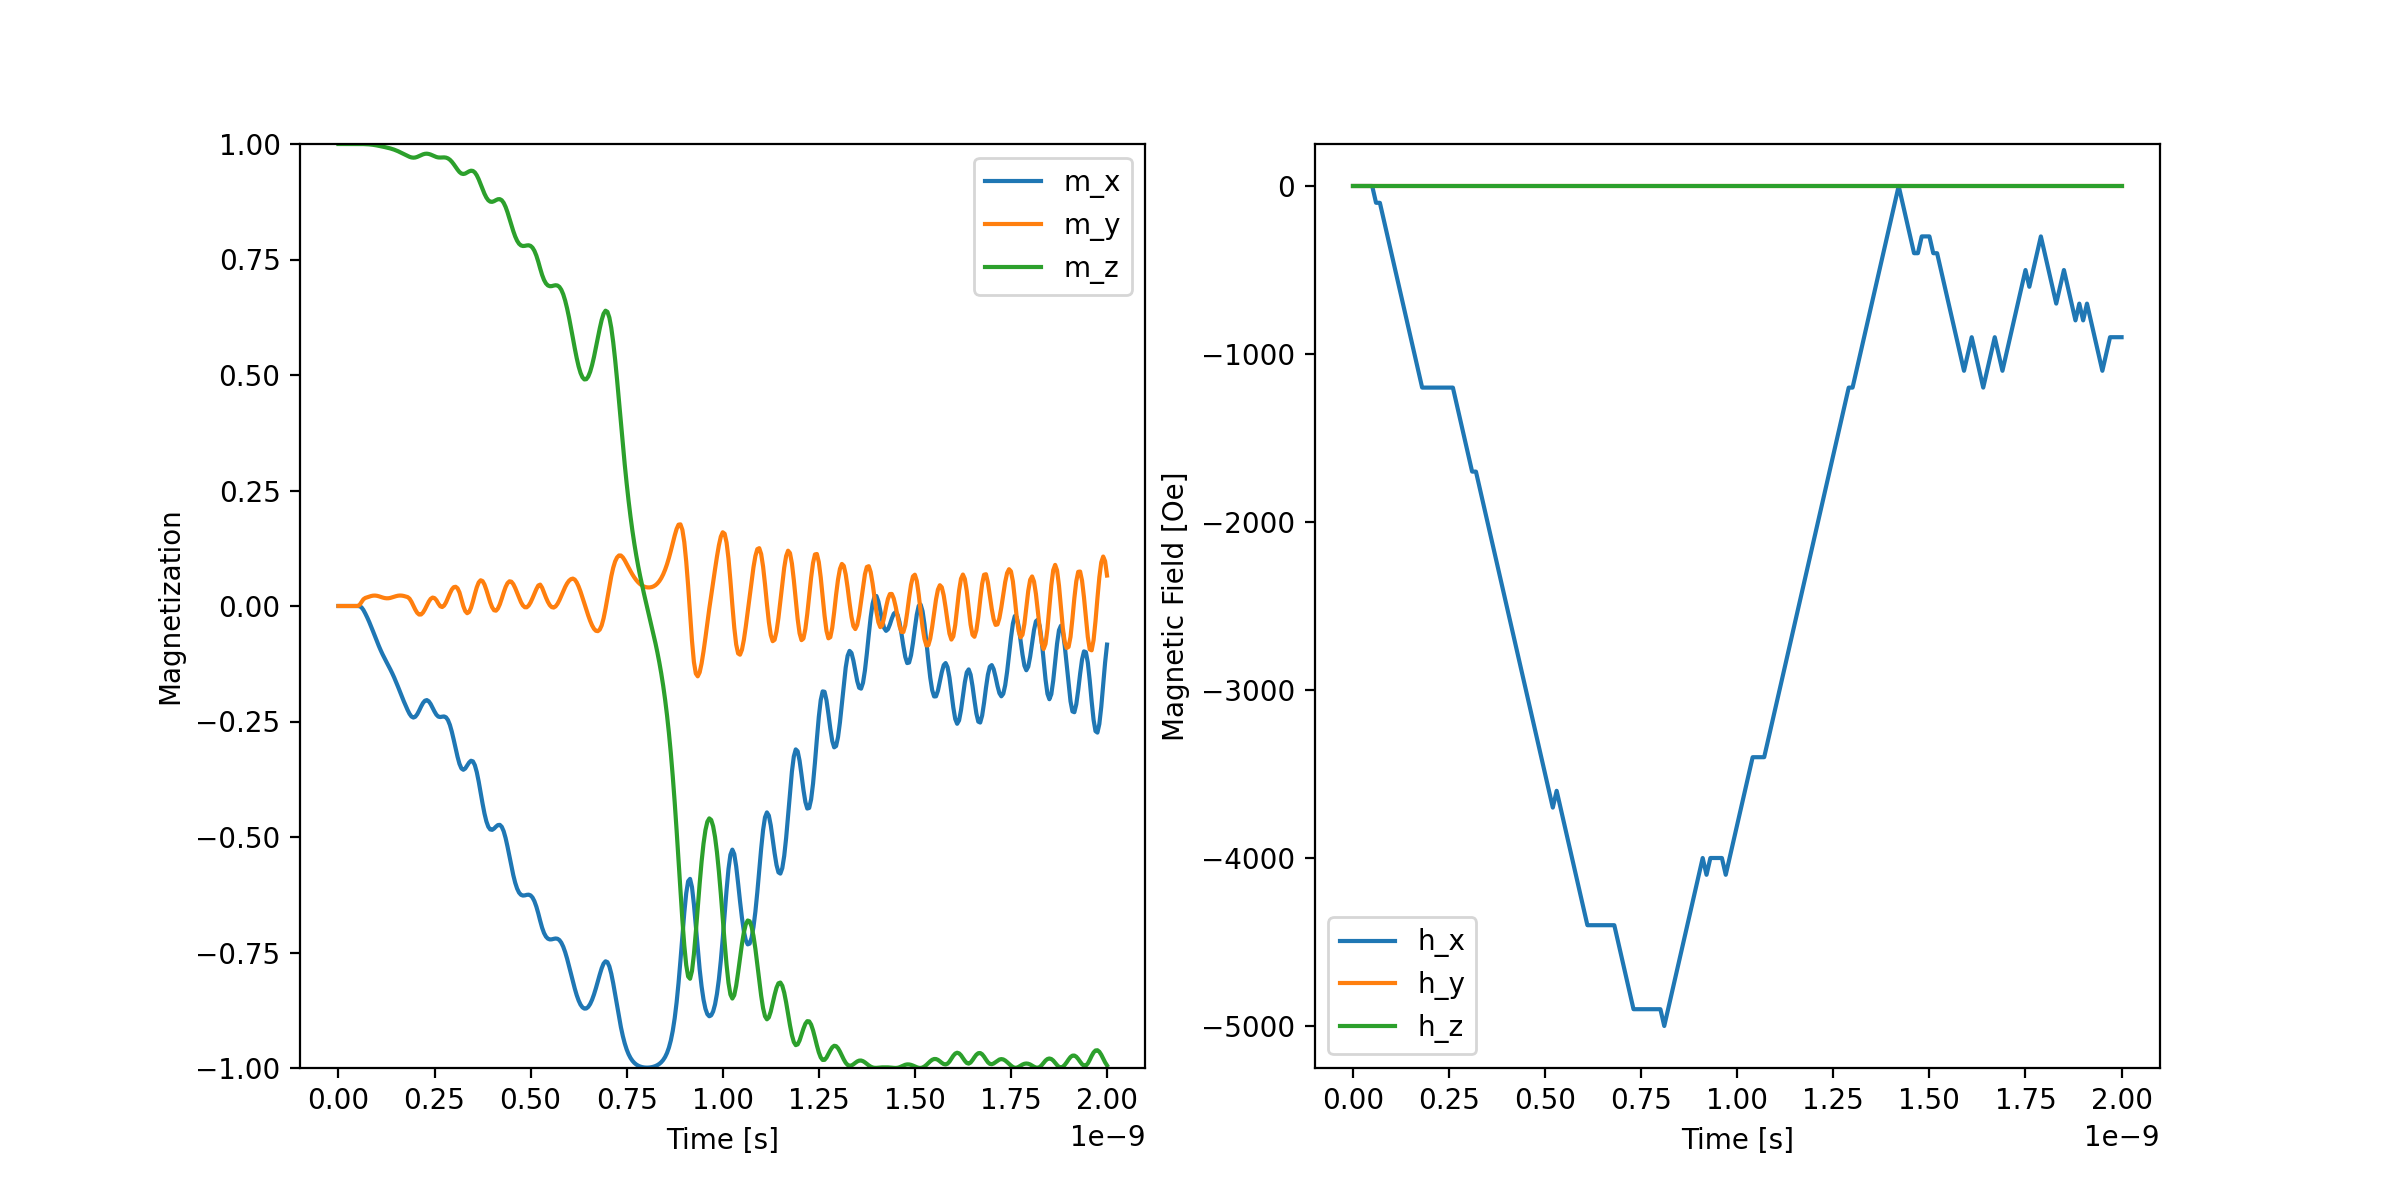 1.00
0.75
0.50
0.25
0.00
−0.25
−0.50
−0.75
−1.00
Magnetization
m_x
m_y
m_z
0.00 0.25 0.50 0.75 1.00 1.25 1.50 1.75 2.00
Time [s]
1e−9
0
−1000
−2000
−3000
−4000
−5000
Magnetic Field [Oe]
h_x
h_y
h_z
0.00 0.25 0.50 0.75 1.00 1.25 1.50 1.75 2.00
Time [s]
1e−9